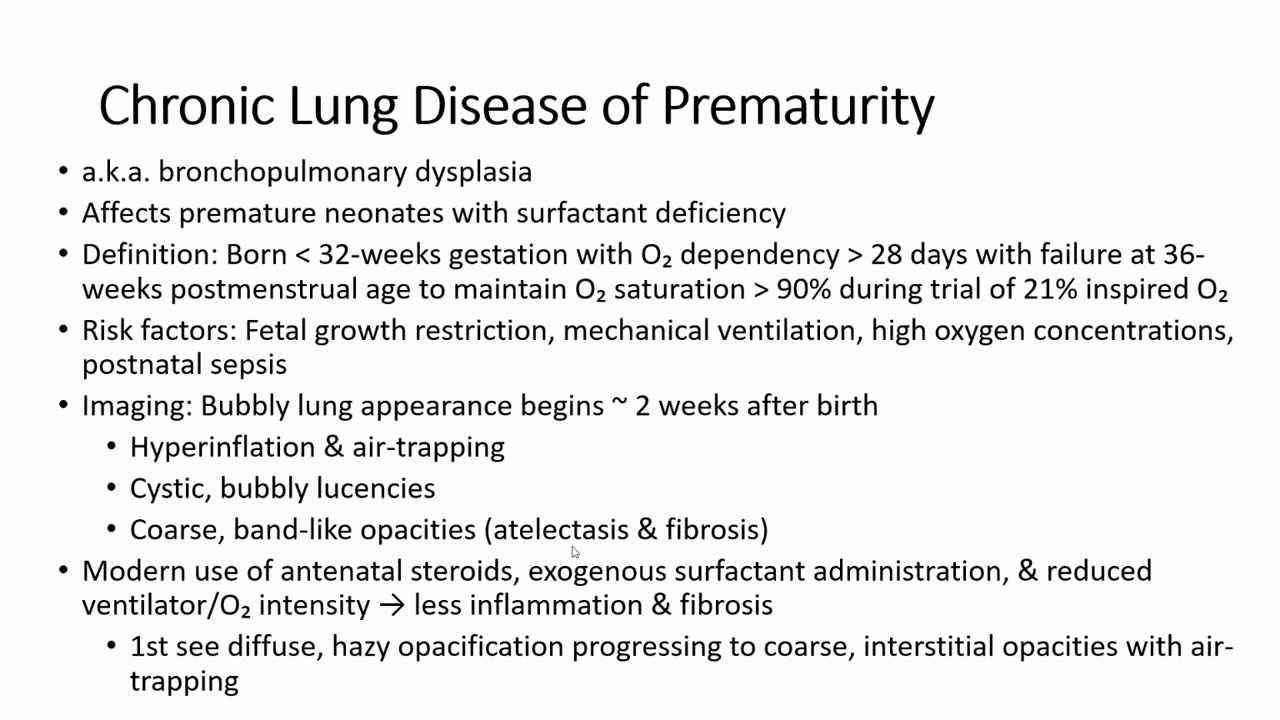 Chronic Lung Disease of Prematurity
• a.k.a. bronchopulmonary dysplasia
• Affects premature neonates with surfactant deficiency
• Definition: Born < 32-weeks gestation with O₂ dependency > 28 days with failure at 36-
weeks postmenstrual age to maintain O₂ saturation > 90% during trial of 21% inspired O₂
• Risk factors: Fetal growth restriction, mechanical ventilation, high oxygen concentrations,
postnatal sepsis
• Imaging: Bubbly lung appearance begins ~ 2 weeks after birth
• Hyperinflation & air-trapping
• Cystic, bubbly lucencies
• Coarse, band-like opacities (atelectasis & fibrosis)
• Modern use of antenatal steroids, exogenous surfactant administration, & reduced
ventilator/O₂ intensity → less inflammation & fibrosis
• 1st see diffuse, hazy opacification progressing to coarse, interstitial opacities with air-
trapping